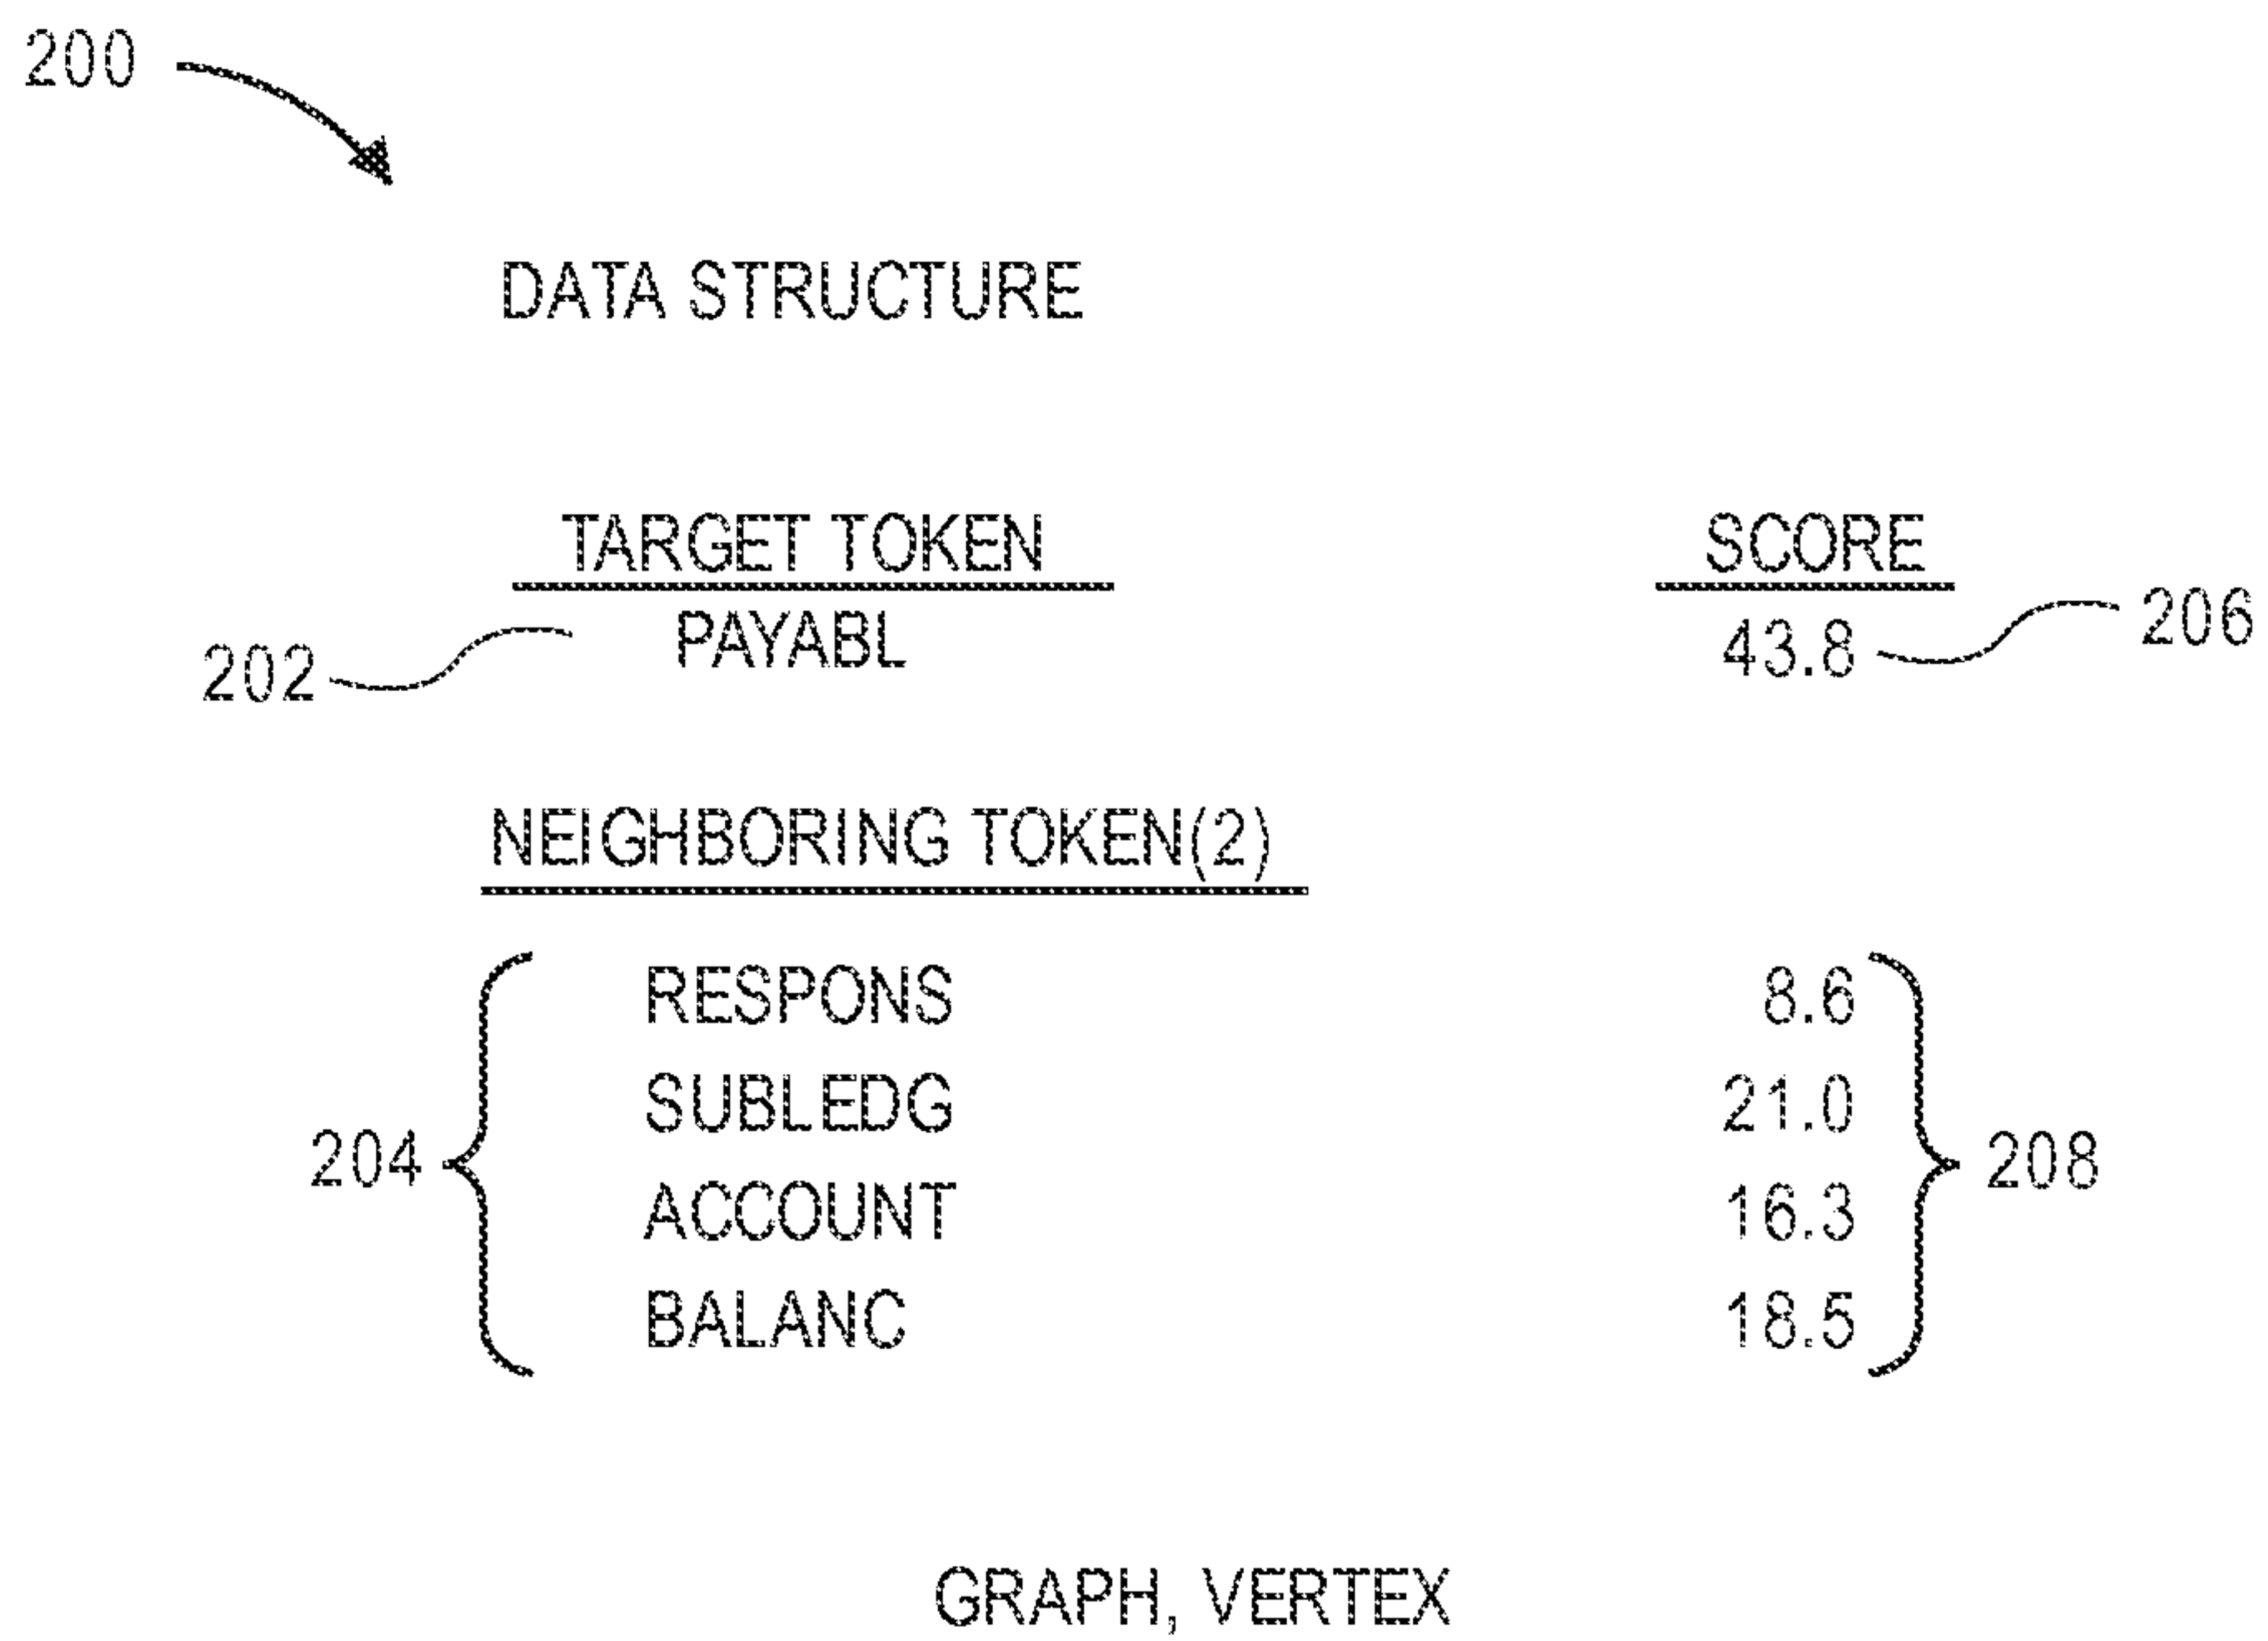 200
DATA STRUCTURE
TARGET TOKEN SCORE
202 PAYABL 43.8 206
NEIGHBORING TOKEN(2)
RESPONS 8.6
SUBLEDG 21.0
204 208
ACCOUNT 16.3
BALANC 18.5
GRAPH, VERTEX